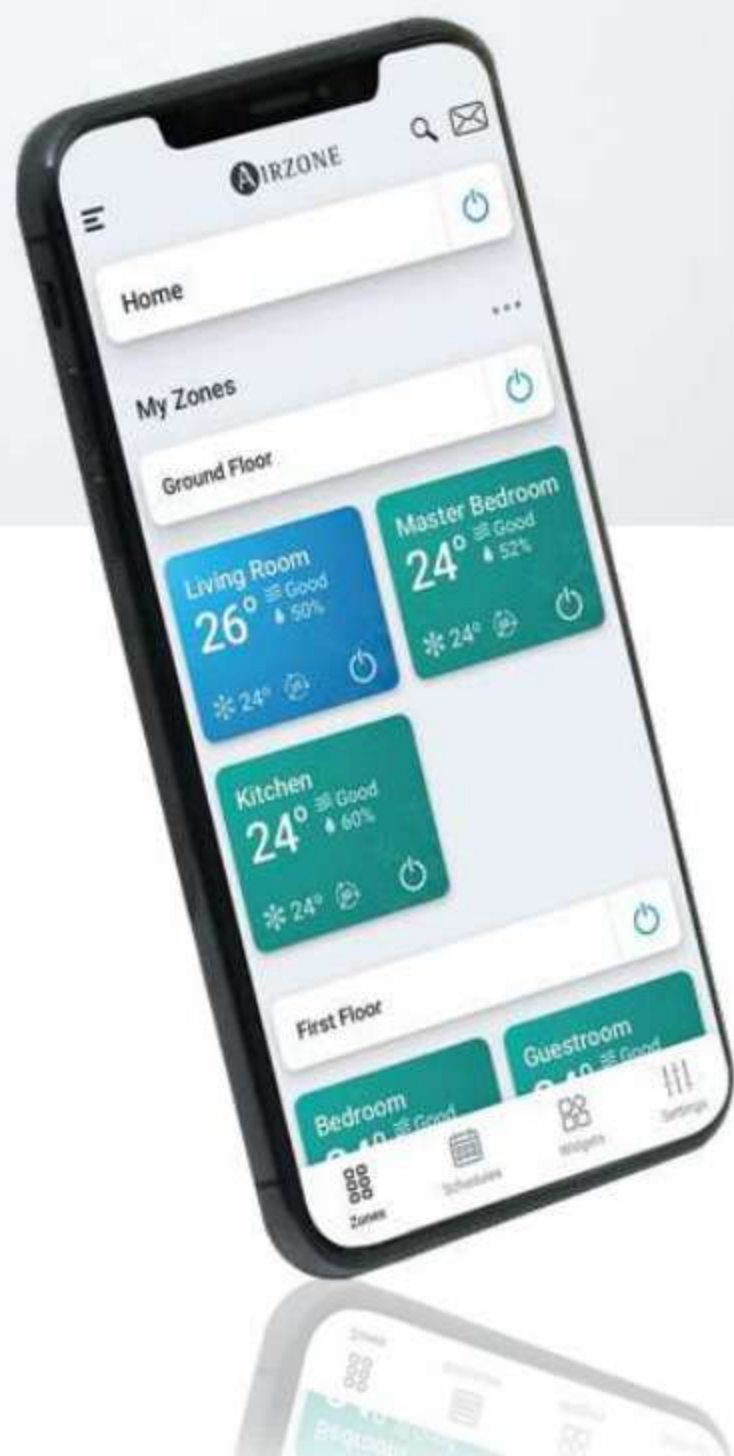 AIRZONE
Home
My Zones
Ground Floor
Living Room
26° Good
50%
24°
Master Bedroom
24° Good
52%
24°
Kitchen
24° Good
60%
24°
First Floor
Bedroom
Good
Guestroom
Good
Zones
Schedules
Widgets
Settings